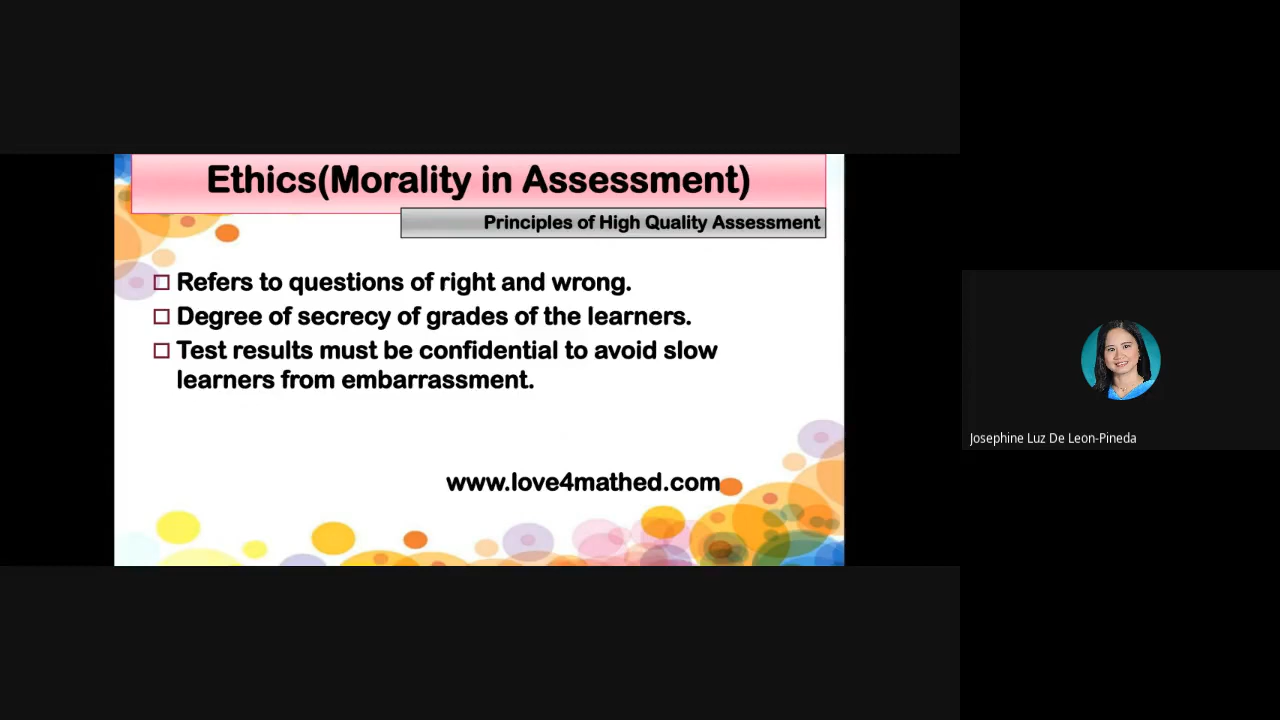 Ethics(Morality in Assessment)
Principles of High Quality Assessment
Refers to questions of right and wrong.
Degree of secrecy of grades of the learners.
Test results must be confidential to avoid slow
learners from embarrassment.
www.love4mathed.com
Josephine Luz De Leon-Pineda